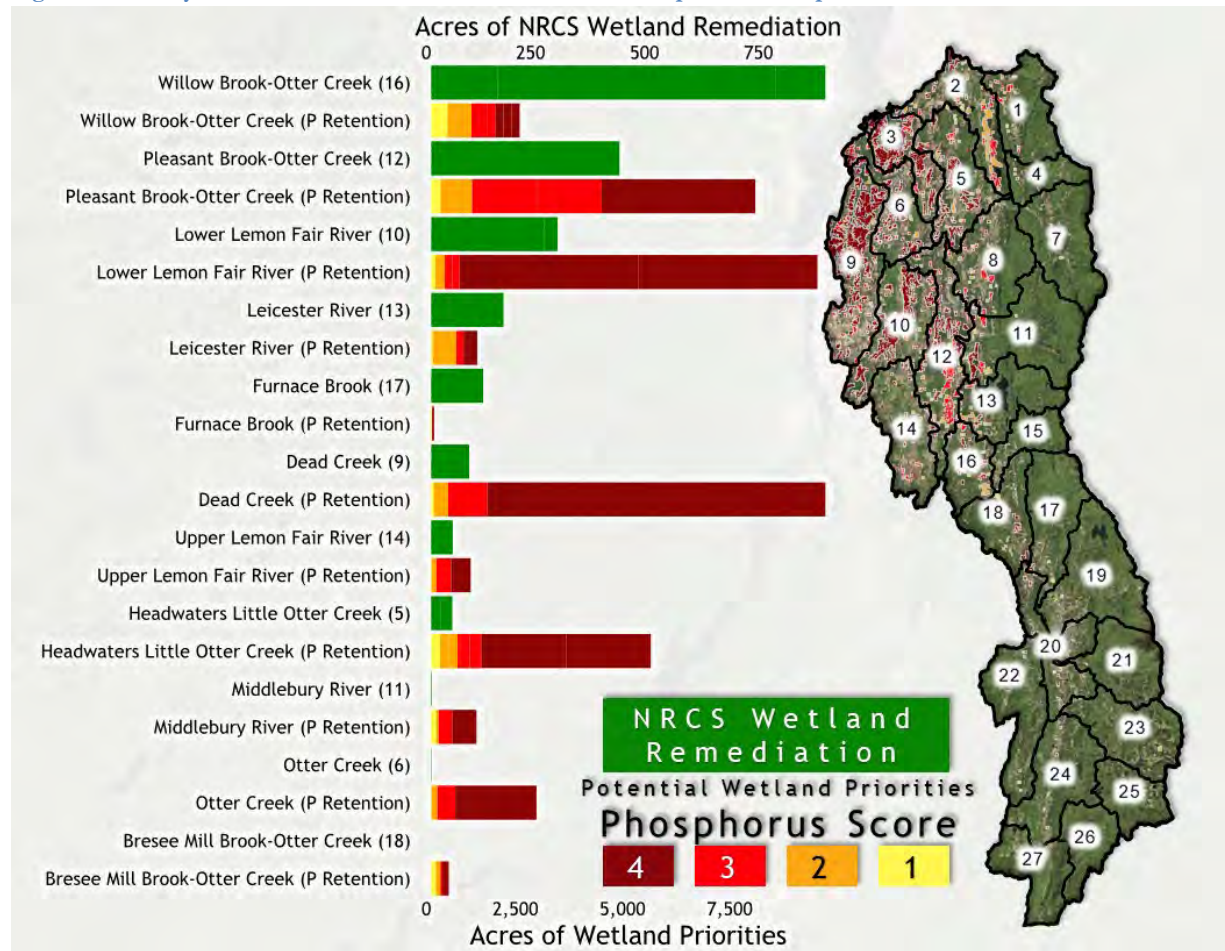 Acres of NRCS Wetland Remediation
0 250 500 750
Willow Brook-Otter Creek (16)
Willow Brook-Otter Creek (P Retention)
Pleasant Brook-Otter Creek (12)
Pleasant Brook-Otter Creek (P Retention)
Lower Lemon Fair River (10)
Lower Lemon Fair River (P Retention)
Leicester River (13)
Leicester River (P Retention)
Furnace Brook (17)
Furnace Brook (P Retention)
Dead Creek (9)
Dead Creek (P Retention)
Upper Lemon Fair River (14)
Upper Lemon Fair River (P Retention)
Headwaters Little Otter Creek (5)
Headwaters Little Otter Creek (P Retention)
Middlebury River (11)
Middlebury River (P Retention)
Otter Creek (6)
Otter Creek (P Retention)
Bresee Mill Brook-Otter Creek (18)
Bresee Mill Brook-Otter Creek (P Retention)
0 2,500 5,000 7,500
Acres of Wetland Priorities
NRCS Wetland
Remediation
Potential Wetland Priorities
Phosphorus Score
4 3 2 1
2
1
3
4
5
6
7
8
9
10
11
12
13
14
15
16
17
18
19
20
21
22
23
24
25
26
27